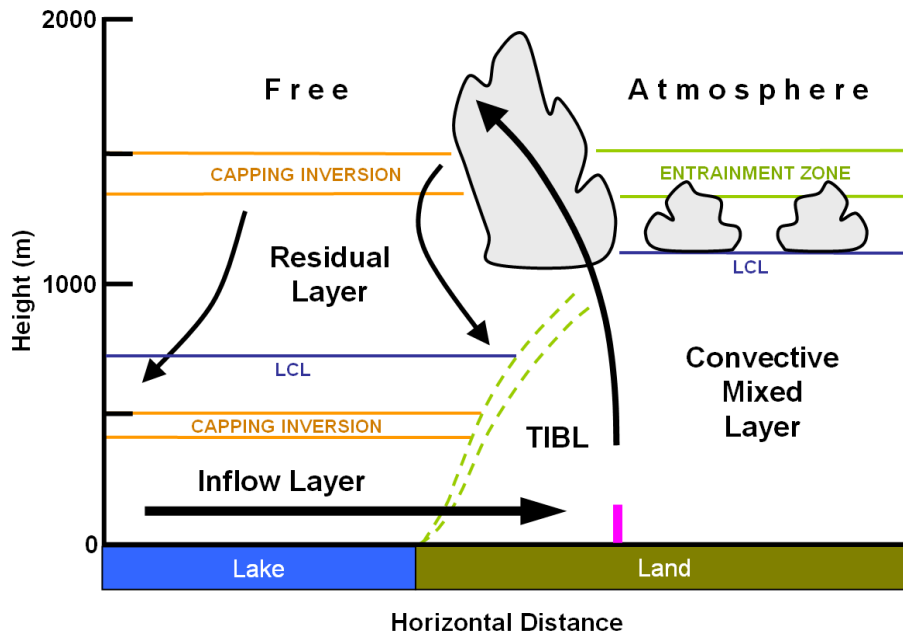 2000
Free Atmosphere
CAPPING INVERSION
ENTRAINMENT ZONE
Residual
Layer
LCL
1000
Height (m)
LCL
Convective
Mixed
Layer
CAPPING INVERSION
TIBL
Inflow Layer
0
Lake
Land
Horizontal Distance